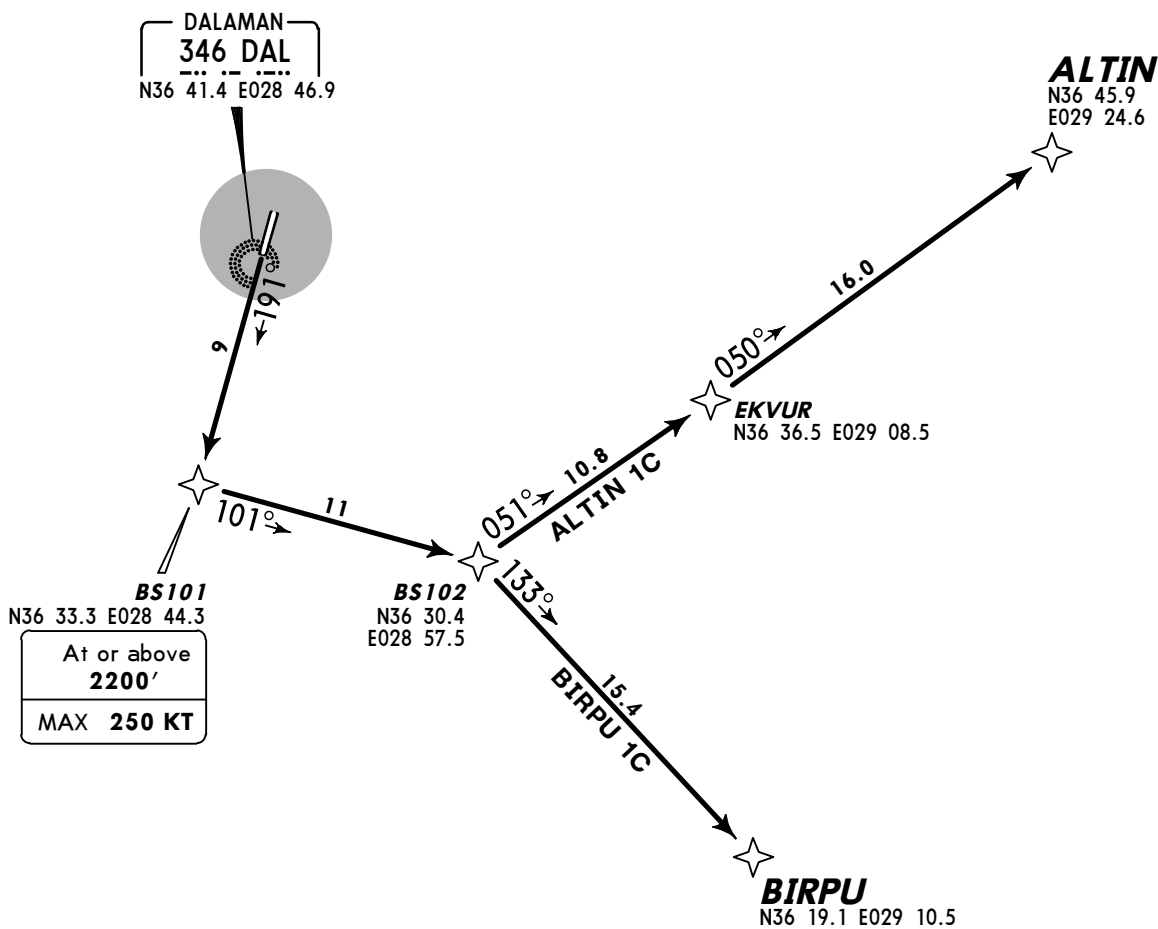 DALAMAN
346 DAL
N36 41.4 E028 46.9
ALTIN
N36 45.9
E029 24.6
191°
9
16.0
050°
EKVUR
N36 36.5 E029 08.5
10.8
051°
ALTIN 1C
11
101°
BS101
N36 33.3 E028 44.3
At or above
2200'
MAX 250 KT
BS102
N36 30.4
E028 57.5
133°
15.4
BIRPU 1C
BIRPU
N36 19.1 E029 10.5